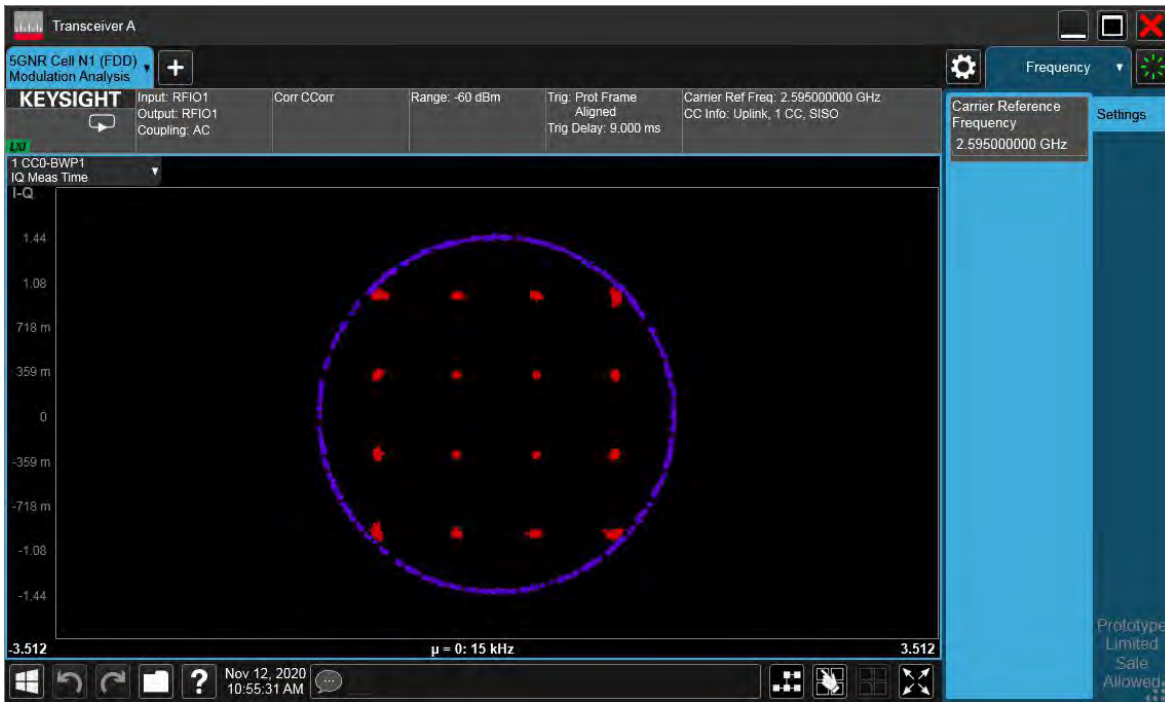 Transceiver A
5GNR Cell N1 (FDD)
Modulation Analysis
Frequency
KEYSIGHT
LXI
Input: RFIO1
Output: RFIO1
Coupling: AC
Corr CCorr
Range: -60 dBm
Trig: Prot Frame
Aligned
Trig Delay: 9.000 ms
Carrier Ref Freq: 2.595000000 GHz
CC Info: Uplink, 1 CC, SISO
Carrier Reference
Frequency
2.595000000 GHz
Settings
1 CC0-BWP1
IQ Meas Time
I-Q
1.44
1.08
718 m
359 m
0
-359 m
-718 m
-1.08
-1.44
-3.512
μ = 0: 15 kHz
3.512
Nov 12, 2020
10:55:31 AM
Prototype
Limited
Sale
Allowed